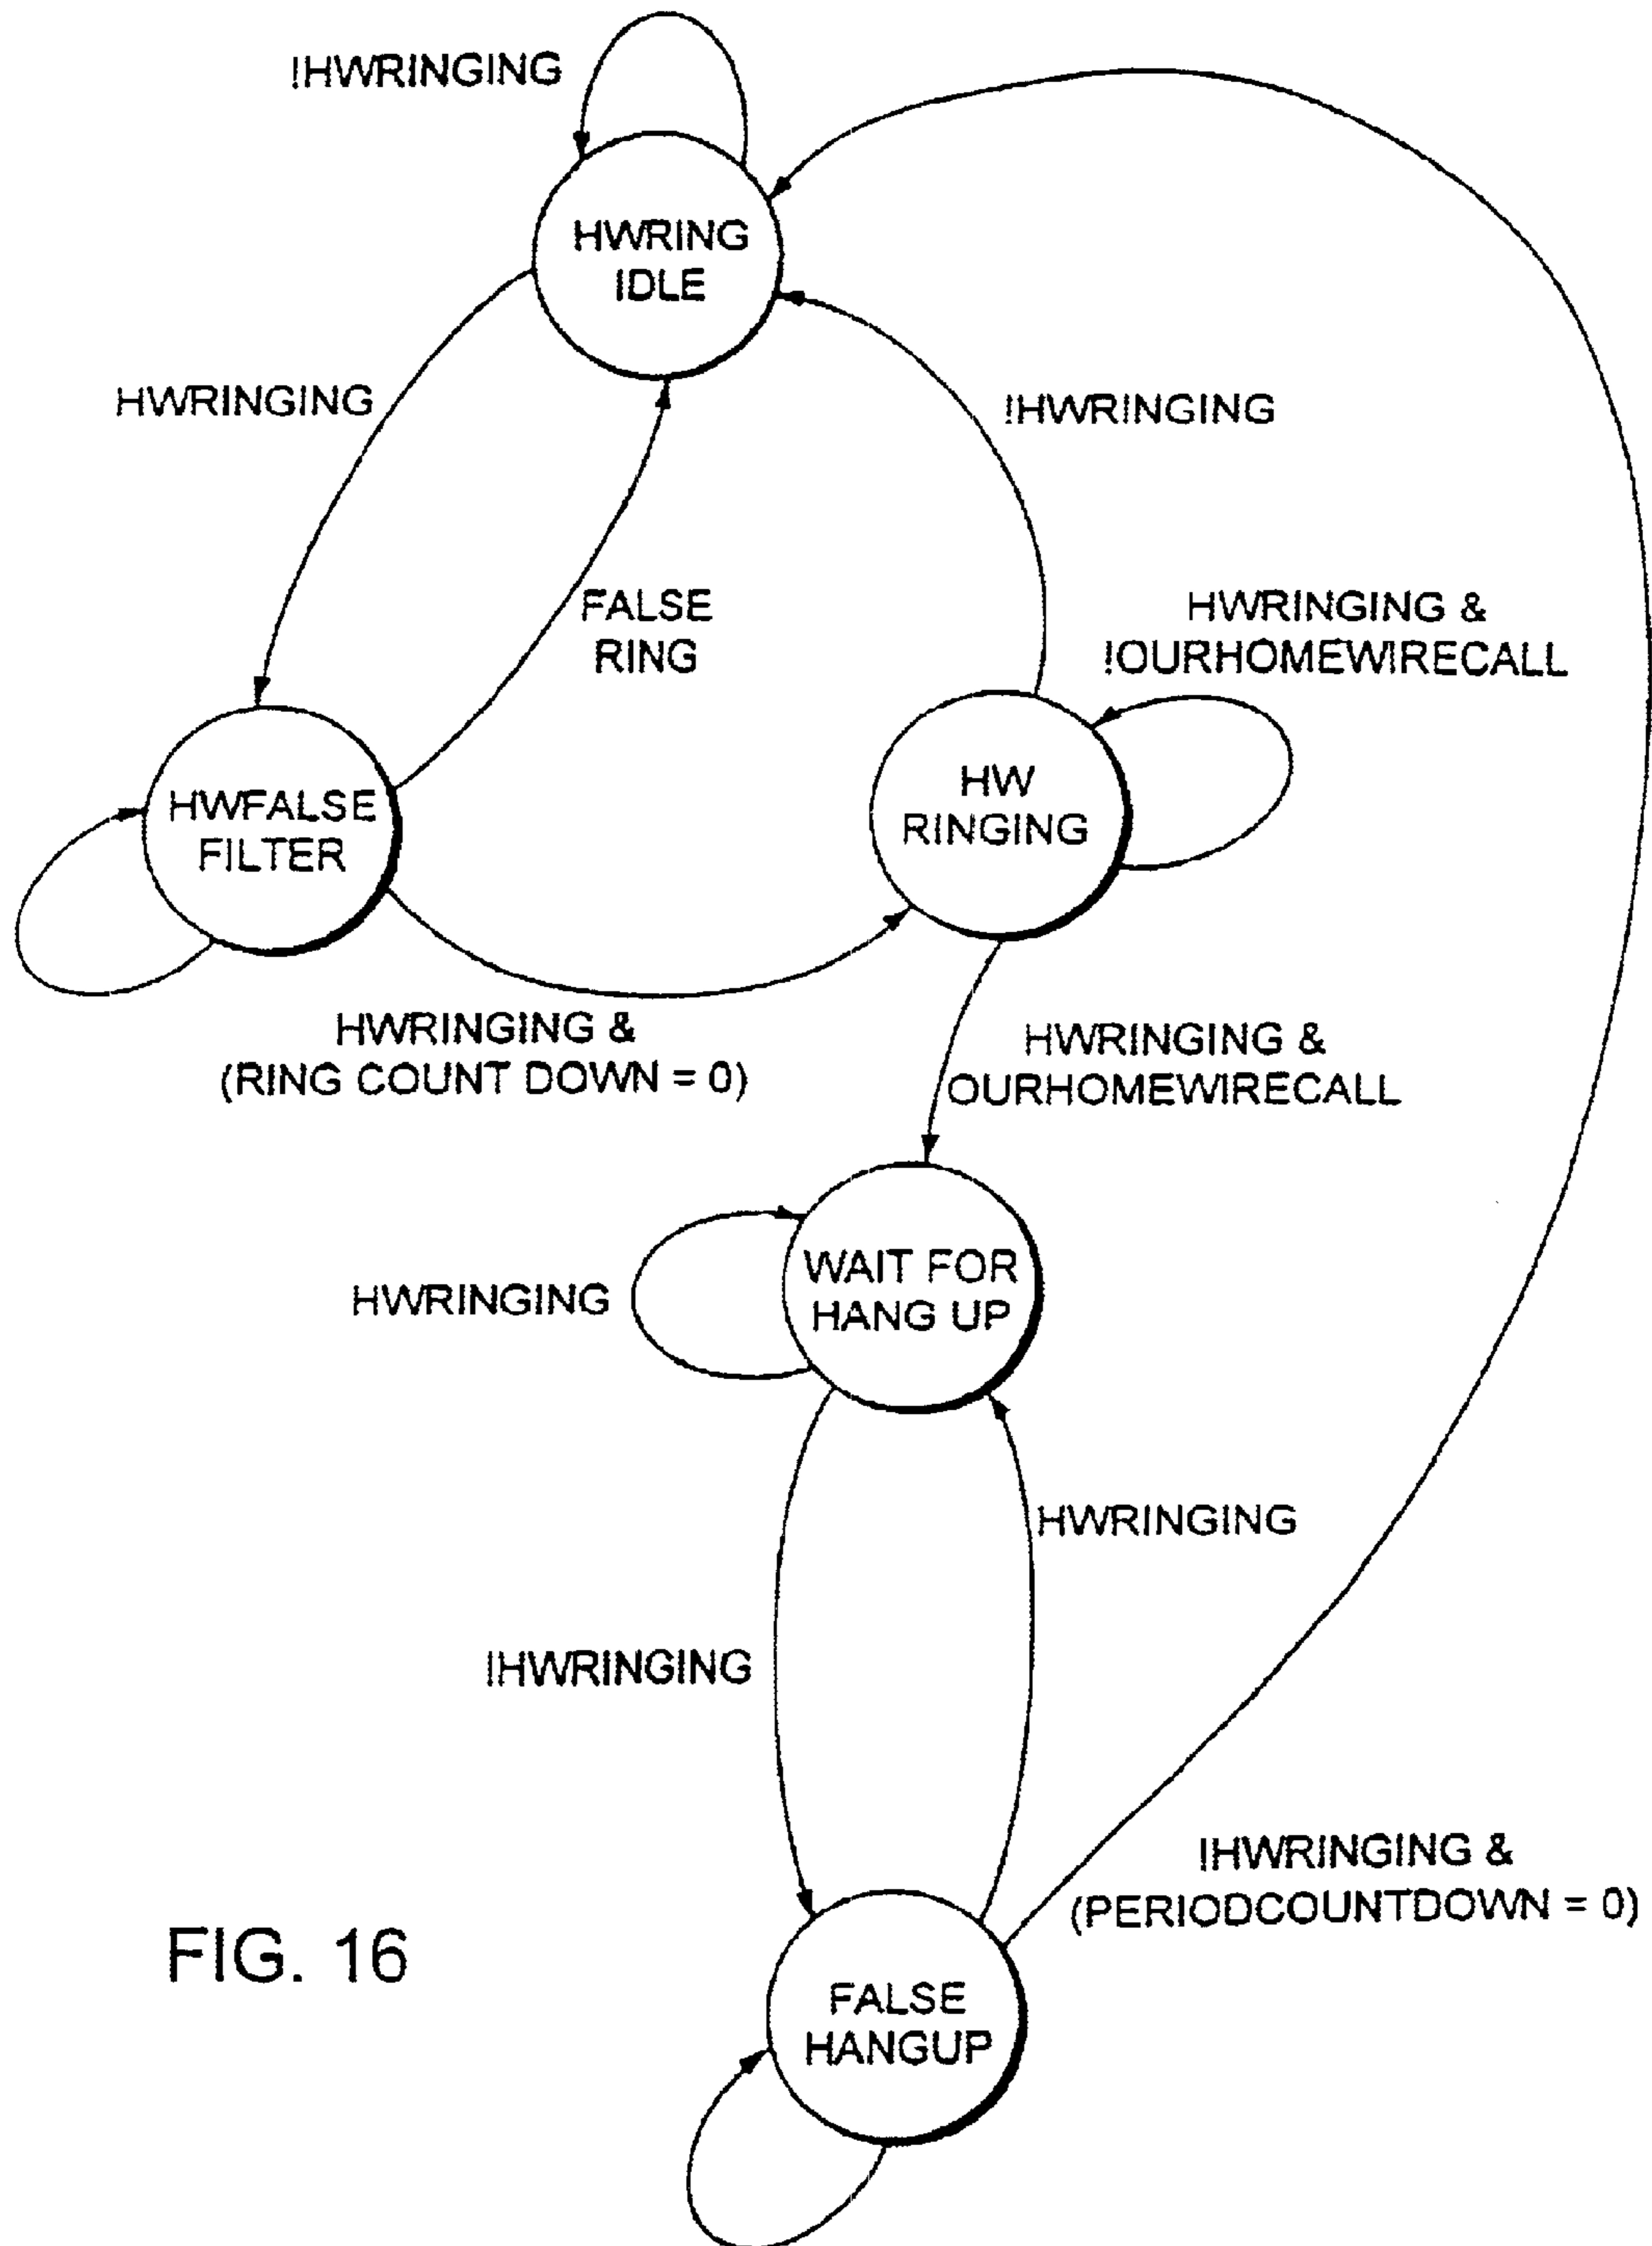 !HWRINGING
HWRING
IDLE
HWRINGING
!HWRINGING
FALSE
RING
HWRINGING &
!OURHOMEWIRECALL
HWFALSE
FILTER
HW
RINGING
HWRINGING &
(RING COUNT DOWN = 0)
HWRINGING &
OURHOMEWIRECALL
WAIT FOR
HANG UP
HWRINGING
HWRINGING
!HWRINGING
!HWRINGING &
(PERIODCOUNTDOWN = 0)
FIG. 16
FALSE
HANGUP